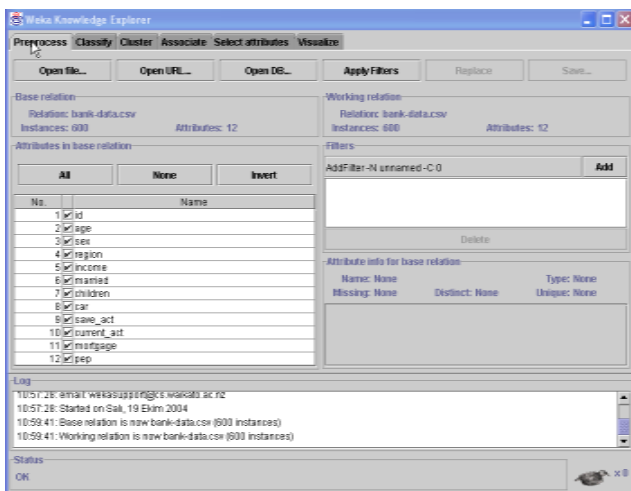 Weka Knowledge Explorer
Preprocess Classify Cluster Associate Select attributes Visualize
Open file... Open URL... Open DB... Apply Filters Replace Save...
Base relation
Relation: bank-data.csv
Instances: 600 Attributes: 12
Working relation
Relation: bank-data.csv
Instances: 600 Attributes: 12
Attributes in base relation
All None Invert
No. Name
1 id
2 age
3 sex
4 region
5 income
6 married
7 children
8 car
9 save_act
10 current_act
11 mortgage
12 pep
Filters
AddFilter -N unnamed -C 0 Add
Delete
Attribute info for base relation
Name: None Type: None
Missing: None Distinct: None Unique: None
Log
10:57:28: email: wekasupport@cs.waikato.ac.nz
10:57:28: Started on Salı, 19 Ekim 2004
10:59:41: Base relation is now bank-data.csv (600 instances)
10:59:41: Working relation is now bank-data.csv (600 instances)
Status
OK
x 0